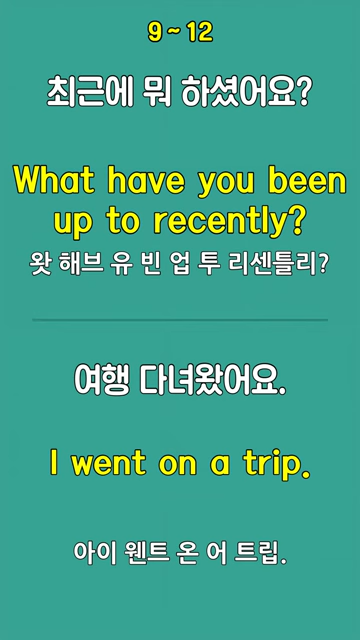 9 ~ 12
최근에 뭐 하셨어요?
What have you been
up to recently?
왓 해브 유 빈 업 투 리센틀리?
여행 다녀왔어요.
I went on a trip.
아이 웬트 온 어 트립.